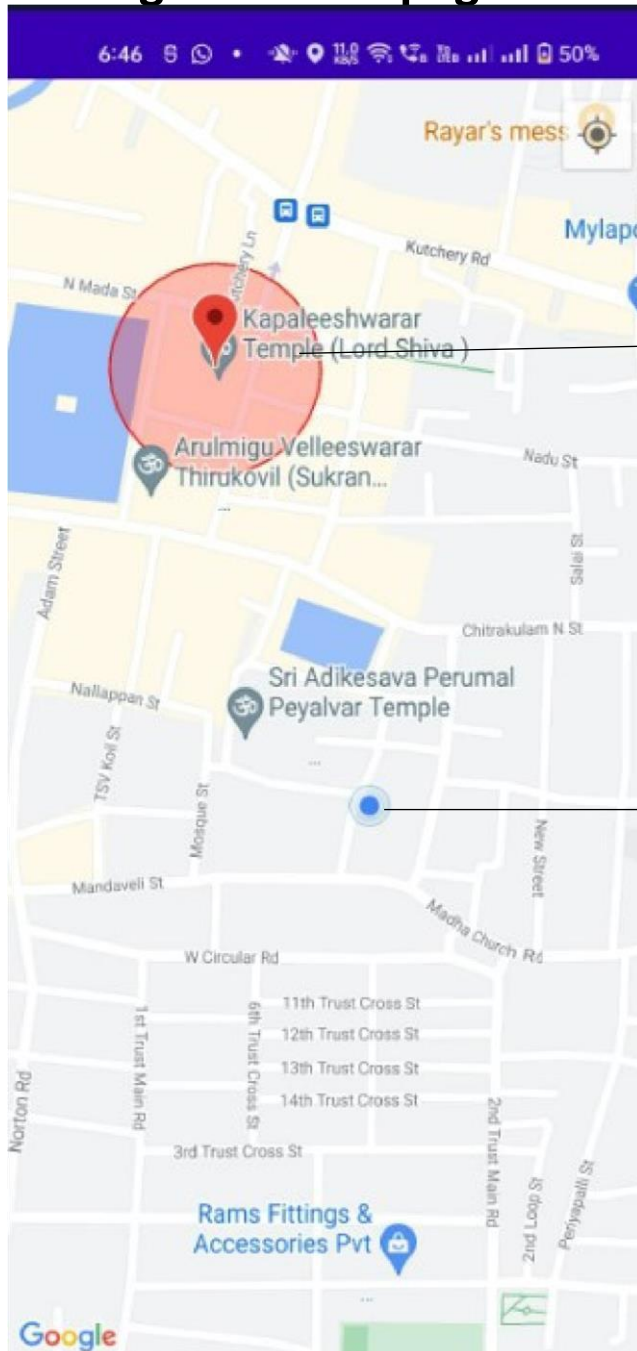 6:46
11.0
KB/S
50%
Rayar's mess
Mylap
Kutchery Rd
N Mada St
Kapaleeshwarar
Temple (Lord Shiva )
Arulmigu Velleeswarar
Thirukovil (Sukran...
...
Nadu St
Salai St
Adam Street
Chitrakulam N St
Sri Adikesava Perumal
Peyalvar Temple
...
Nallappan St
TSV Koil St
Mosque St
New Street
Mandaveli St
Madha Church Rd
W Circular Rd
11th Trust Cross St
12th Trust Cross St
13th Trust Cross St
14th Trust Cross St
1st Trust Main Rd
6th Trust Cross St
Norton Rd
3rd Trust Cross St
2nd Trust Main Rd
2nd Loop St
Periyapalli St
Rams Fittings &
Accessories Pvt
...
Google